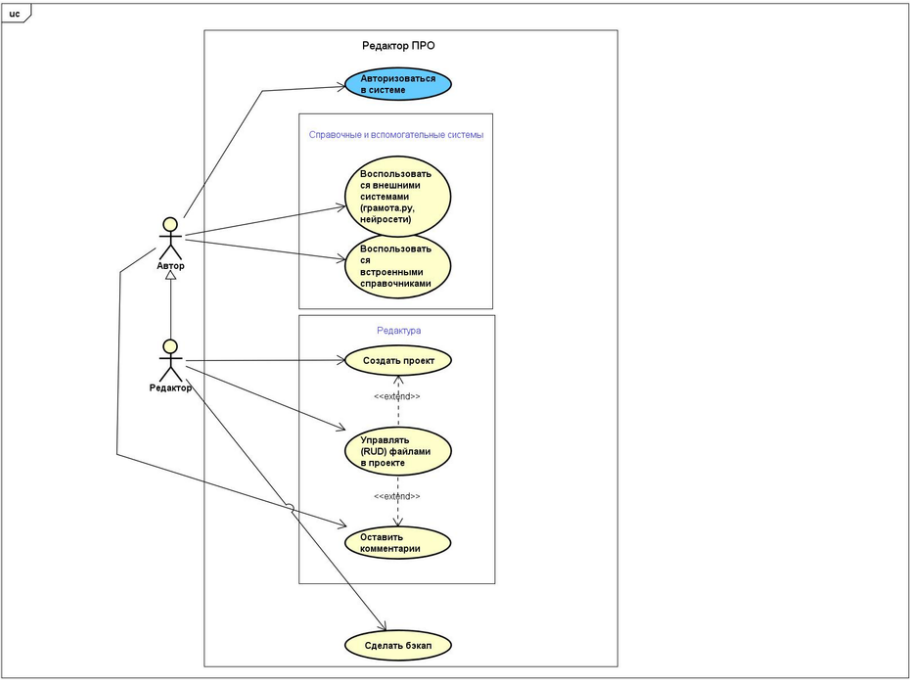 uc
Редактор ПРО
Авторизоваться
в системе
Справочные и вспомогательные системы
Воспользовать
ся внешними
системами
(грамота.ру,
нейросети)
Воспользовать
ся
встроенными
справочниками
Автор
Редактура
Создать проект
Редактор
<<extend>>
Управлять
(RUD) файлами
в проекте
<<extend>>
Оставить
комментарии
Сделать бэкап